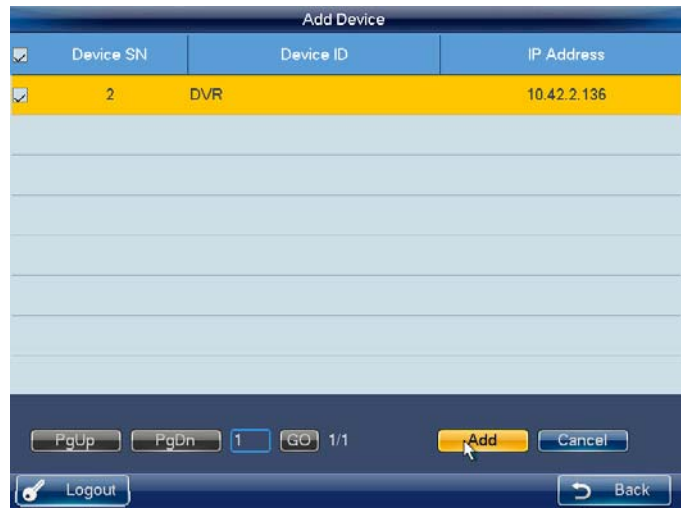 Add Device
Device SN Device ID IP Address
2 DVR 10.42.2.136
PgUp PgDn 1 GO 1/1 Add Cancel
Logout Back